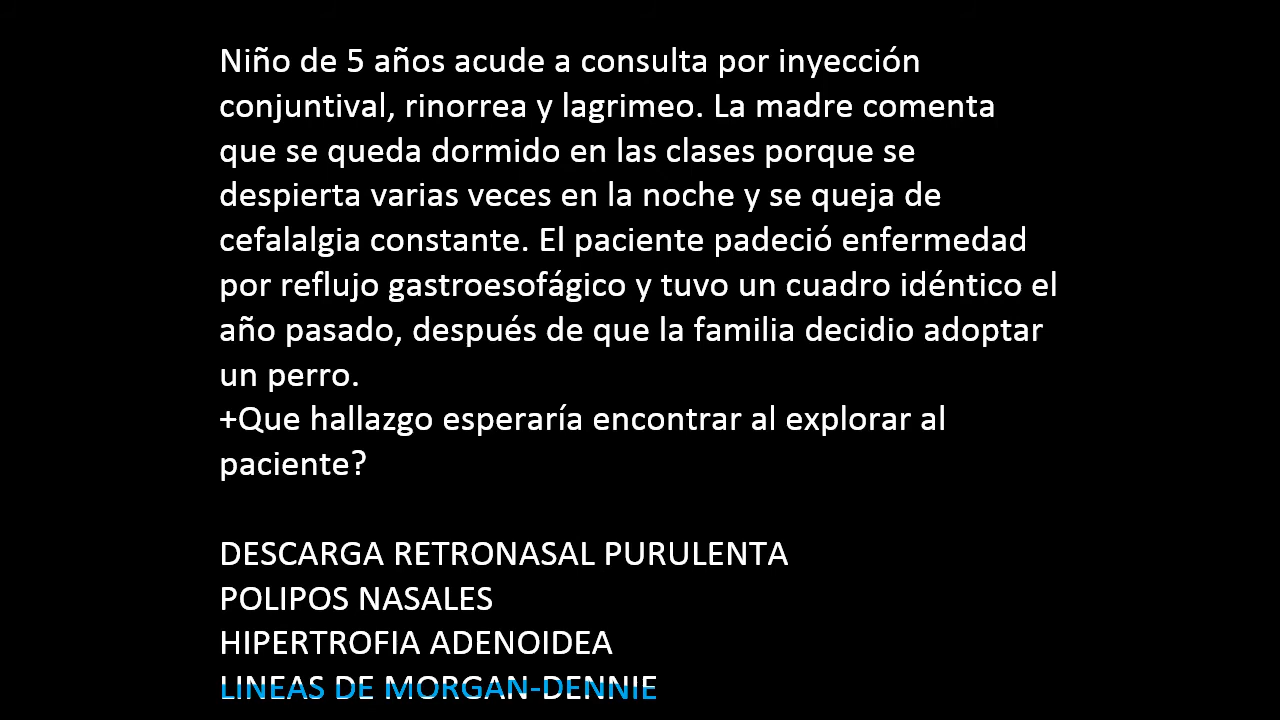 Niño de 5 años acude a consulta por inyección
conjuntival, rinorrea y lagrimeo. La madre comenta
que se queda dormido en las clases porque se
despierta varias veces en la noche y se queja de
cefalalgia constante. El paciente padeció enfermedad
por reflujo gastroesofágico y tuvo un cuadro idéntico el
año pasado, después de que la familia decidio adoptar
un perro.
+Que hallazgo esperaría encontrar al explorar al
paciente?
DESCARGA RETRONASAL PURULENTA
POLIPOS NASALES
HIPERTROFIA ADENOIDEA
LINEAS DE MORGAN-DENNIE